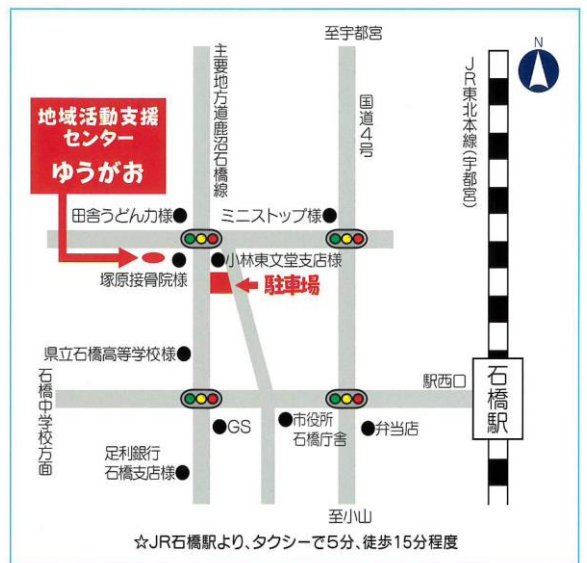 至宇都宮
N
主要地方道鹿沼石橋線
国道4号
JR東北本線(宇都宮)
地域活動支援
センター
ゆうがお
田舎うどん力様
ミニストップ様
小林東文堂支店様
塚原接骨院様
駐車場
県立石橋高等学校様
駅西口
石橋駅
石橋中学校方面
GS
市役所
石橋庁舎
弁当店
足利銀行
石橋支店様
至小山
☆JR石橋駅より、タクシーで5分、徒歩15分程度